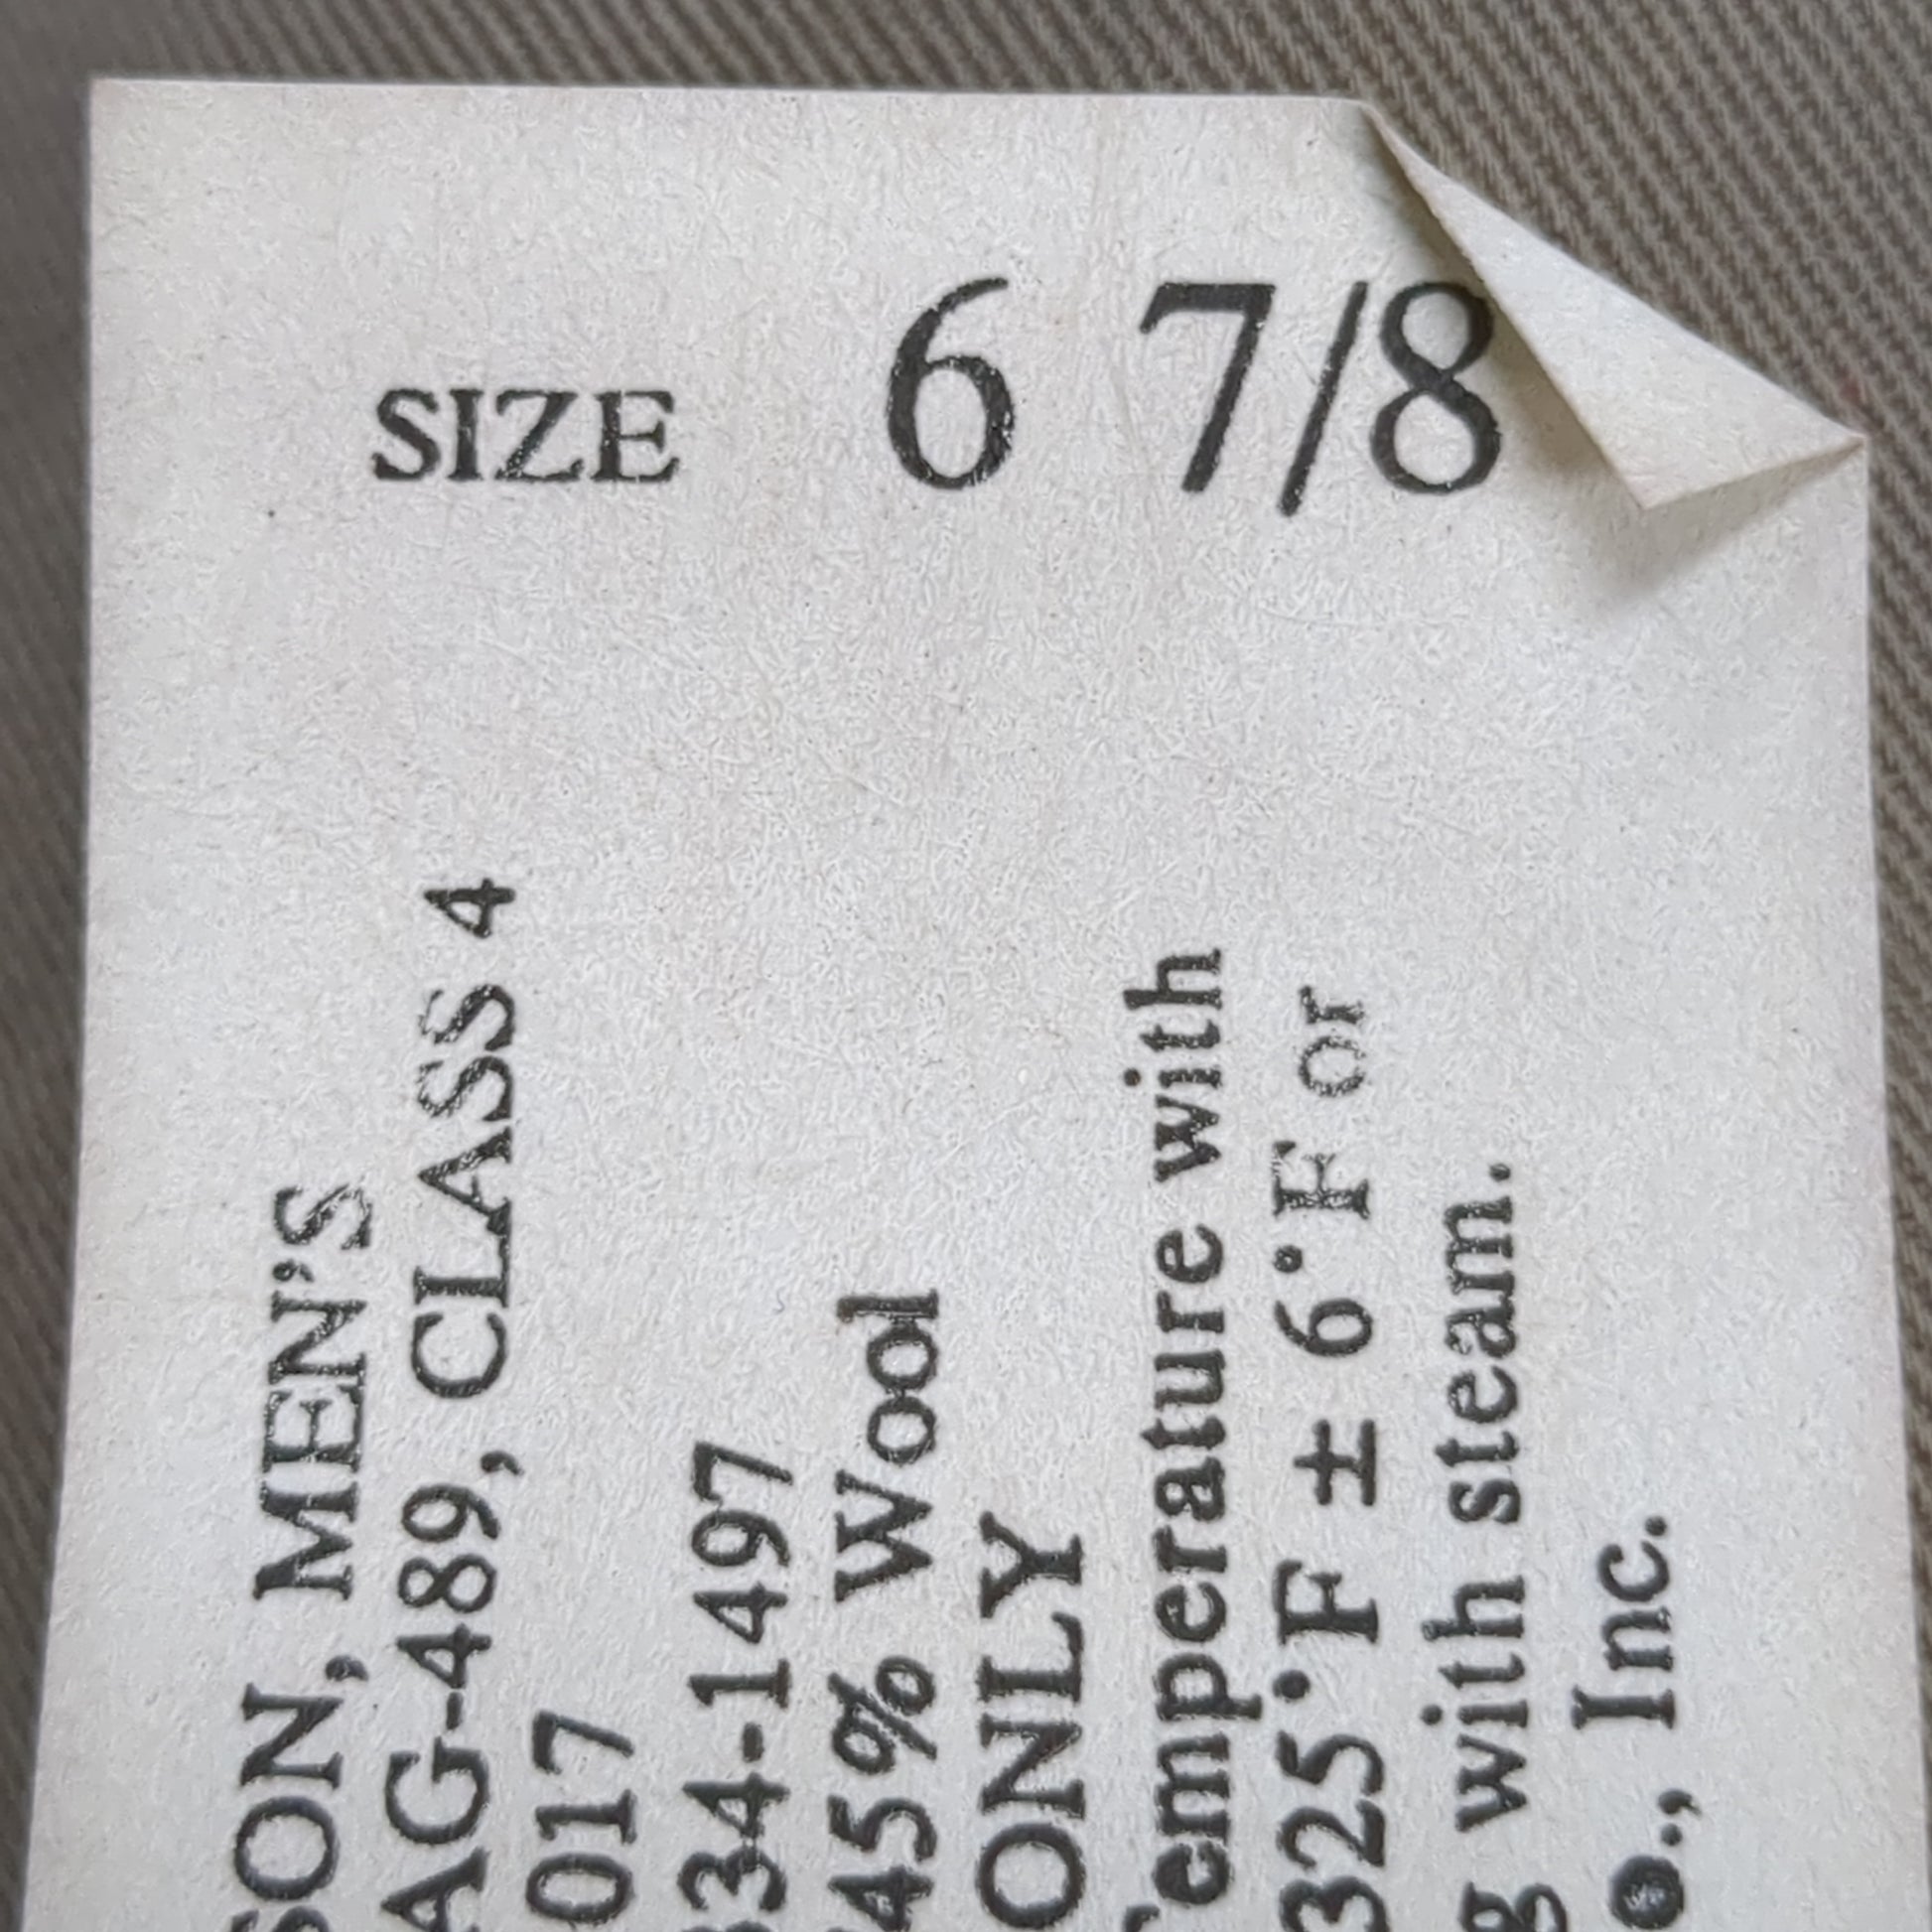 SIZE 6 7/8
SON, MEN'S
AG-489, CLASS 4
017
34-1497
45% Wool
ONLY
emperature with
325°F ± 6°F or
g with steam.
o., Inc.